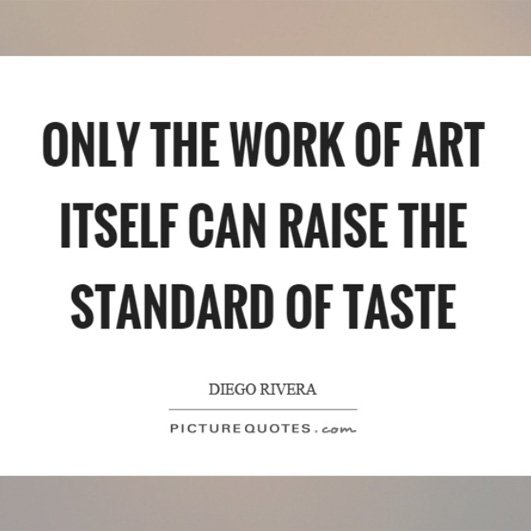 ONLY THE WORK OF ART
ITSELF CAN RAISE THE
STANDARD OF TASTE
DIEGO RIVERA
PICTUREQUOTES.com